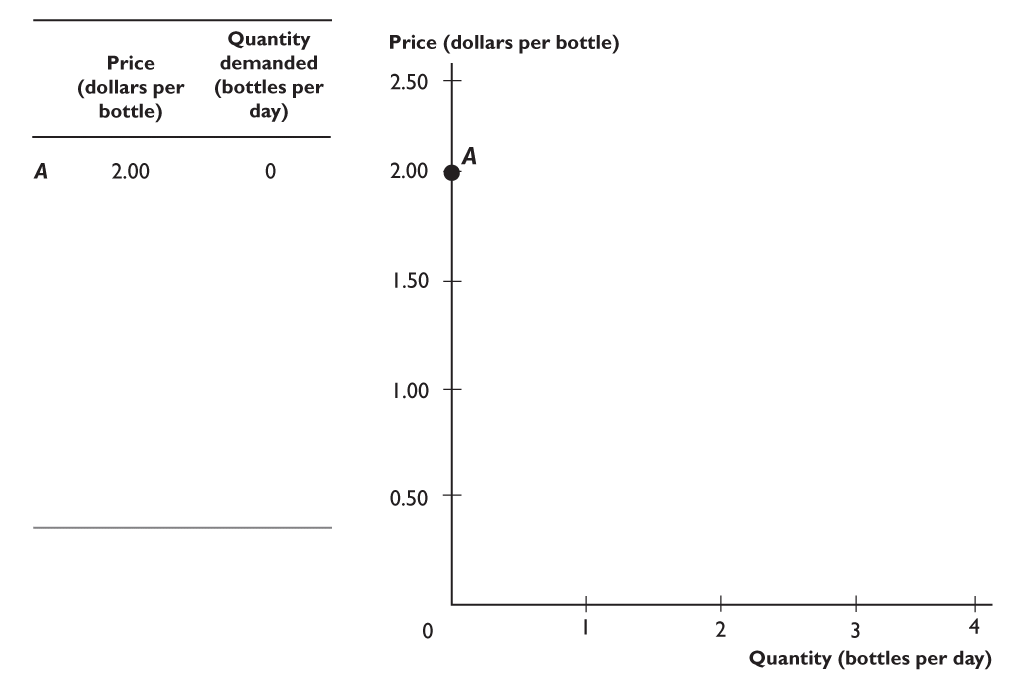 Price
(dollars per
bottle)
Quantity
demanded
(bottles per
day)
A 2.00 0
Price (dollars per bottle)
2.50
2.00
A
1.50
1.00
0.50
0 1 2 3 4
Quantity (bottles per day)